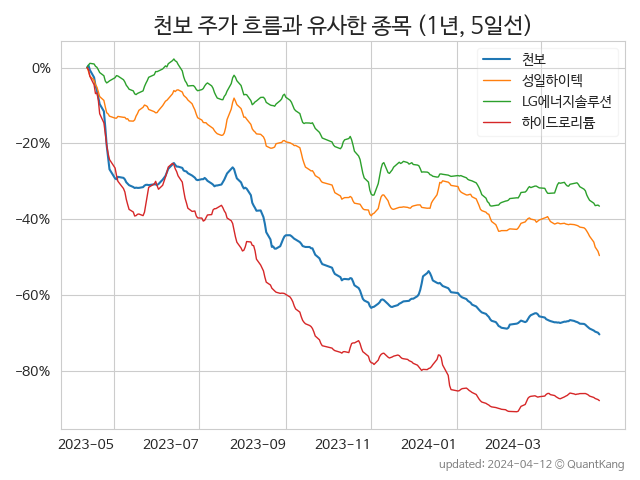 천보 주가 흐름과 유사한 종목 (1년, 5일선)
천보
성일하이텍
LG에너지솔루션
하이드로리튬
0%
−20%
−40%
−60%
−80%
2023−05 2023−07 2023−09 2023−11 2024−01 2024−03
updated: 2024−04−12 © QuantKang